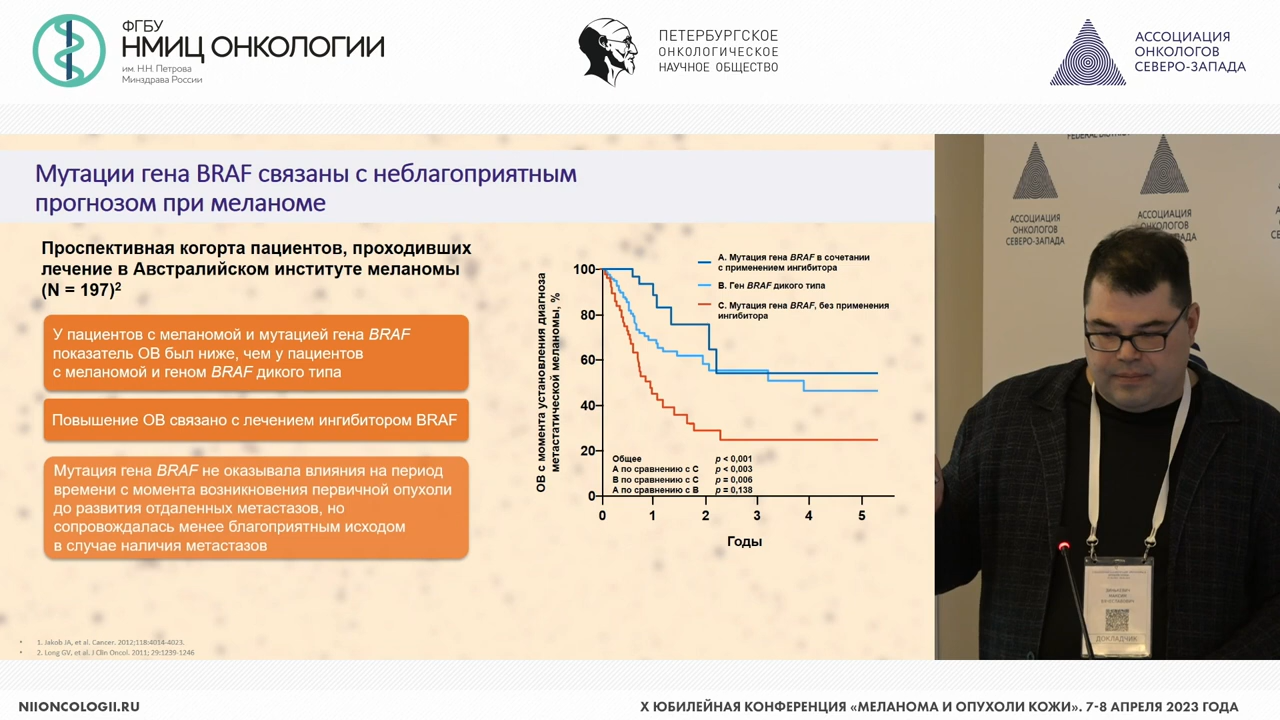 ФГБУ
НМИЦ ОНКОЛОГИИ
им. Н.Н. Петрова
Минздрава России
ПЕТЕРБУРГСКОЕ
ОНКОЛОГИЧЕСКОЕ
НАУЧНОЕ ОБЩЕСТВО
АССОЦИАЦИЯ
ОНКОЛОГОВ
СЕВЕРО-ЗАПАДА
Мутации гена BRAF связаны с неблагоприятным
прогнозом при меланоме
Проспективная когорта пациентов, проходивших
лечение в Австралийском институте меланомы
(N = 197)2
У пациентов с меланомой и мутацией гена BRAF
показатель ОВ был ниже, чем у пациентов
с меланомой и геном BRAF дикого типа
Повышение ОВ связано с лечением ингибитором BRAF
Мутация гена BRAF не оказывала влияния на период
времени с момента возникновения первичной опухоли
до развития отдаленных метастазов, но
сопровождалась менее благоприятным исходом
в случае наличия метастазов
ОВ с момента установления диагноза
метастатической меланомы, %
100
80
60
40
20
0
A. Мутация гена BRAF в сочетании
с применением ингибитора
B. Ген BRAF дикого типа
C. Мутация гена BRAF, без применения
ингибитора
Общее p < 0,001
A по сравнению с C p < 0,003
B по сравнению с C p = 0,006
A по сравнению с B p = 0,138
0 1 2 3 4 5
Годы
• 1. Jakob JA, et al. Cancer. 2012;118:4014-4023.
• 2. Long GV, et al. J Clin Oncol. 2011; 29:1239-1246
FEDERAL DISTRICT
АССОЦИАЦИЯ
ОНКОЛОГОВ
СЕВЕРО-ЗАПАДА
АССОЦИАЦИЯ
ОНКОЛОГОВ
ДОКЛАДЧИК
NIIONCOLOGII.RU
X ЮБИЛЕЙНАЯ КОНФЕРЕНЦИЯ «МЕЛАНОМА И ОПУХОЛИ КОЖИ». 7-8 АПРЕЛЯ 2023 ГОДА